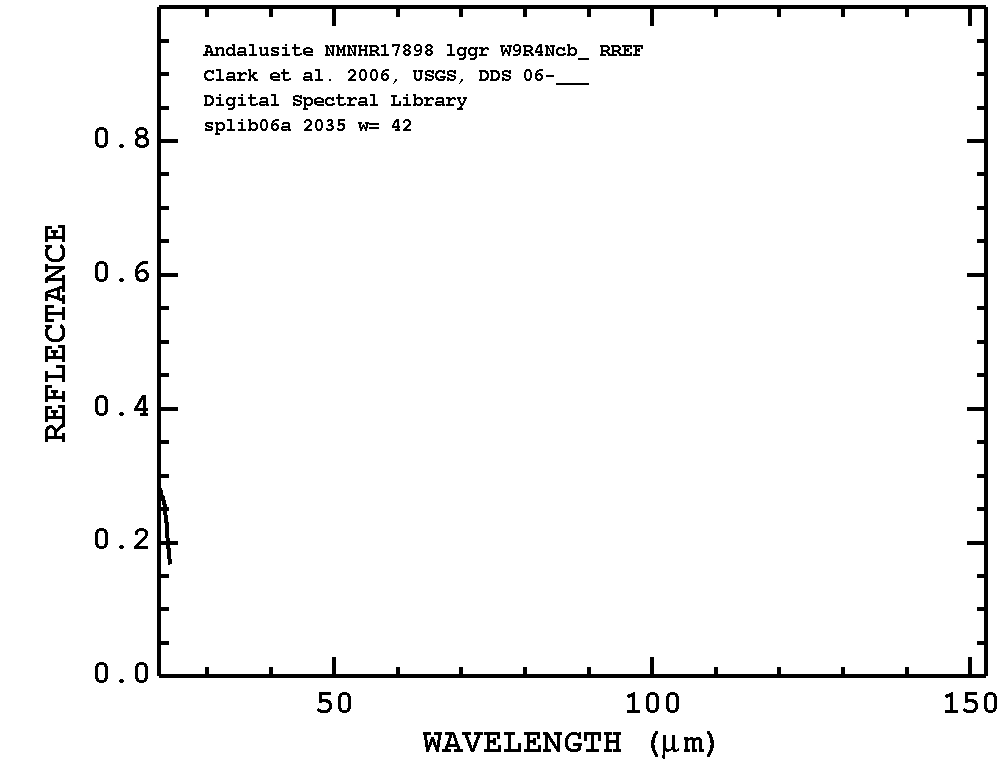 Andalusite NMNHR17898 lggr W9R4Ncb_ RREF
Clark et al. 2006, USGS, DDS 06-___
Digital Spectral Library
splib06a 2035 w= 42
0.8
0.6
0.4
0.2
0.0
REFLECTANCE
50 100 150
WAVELENGTH (μm)